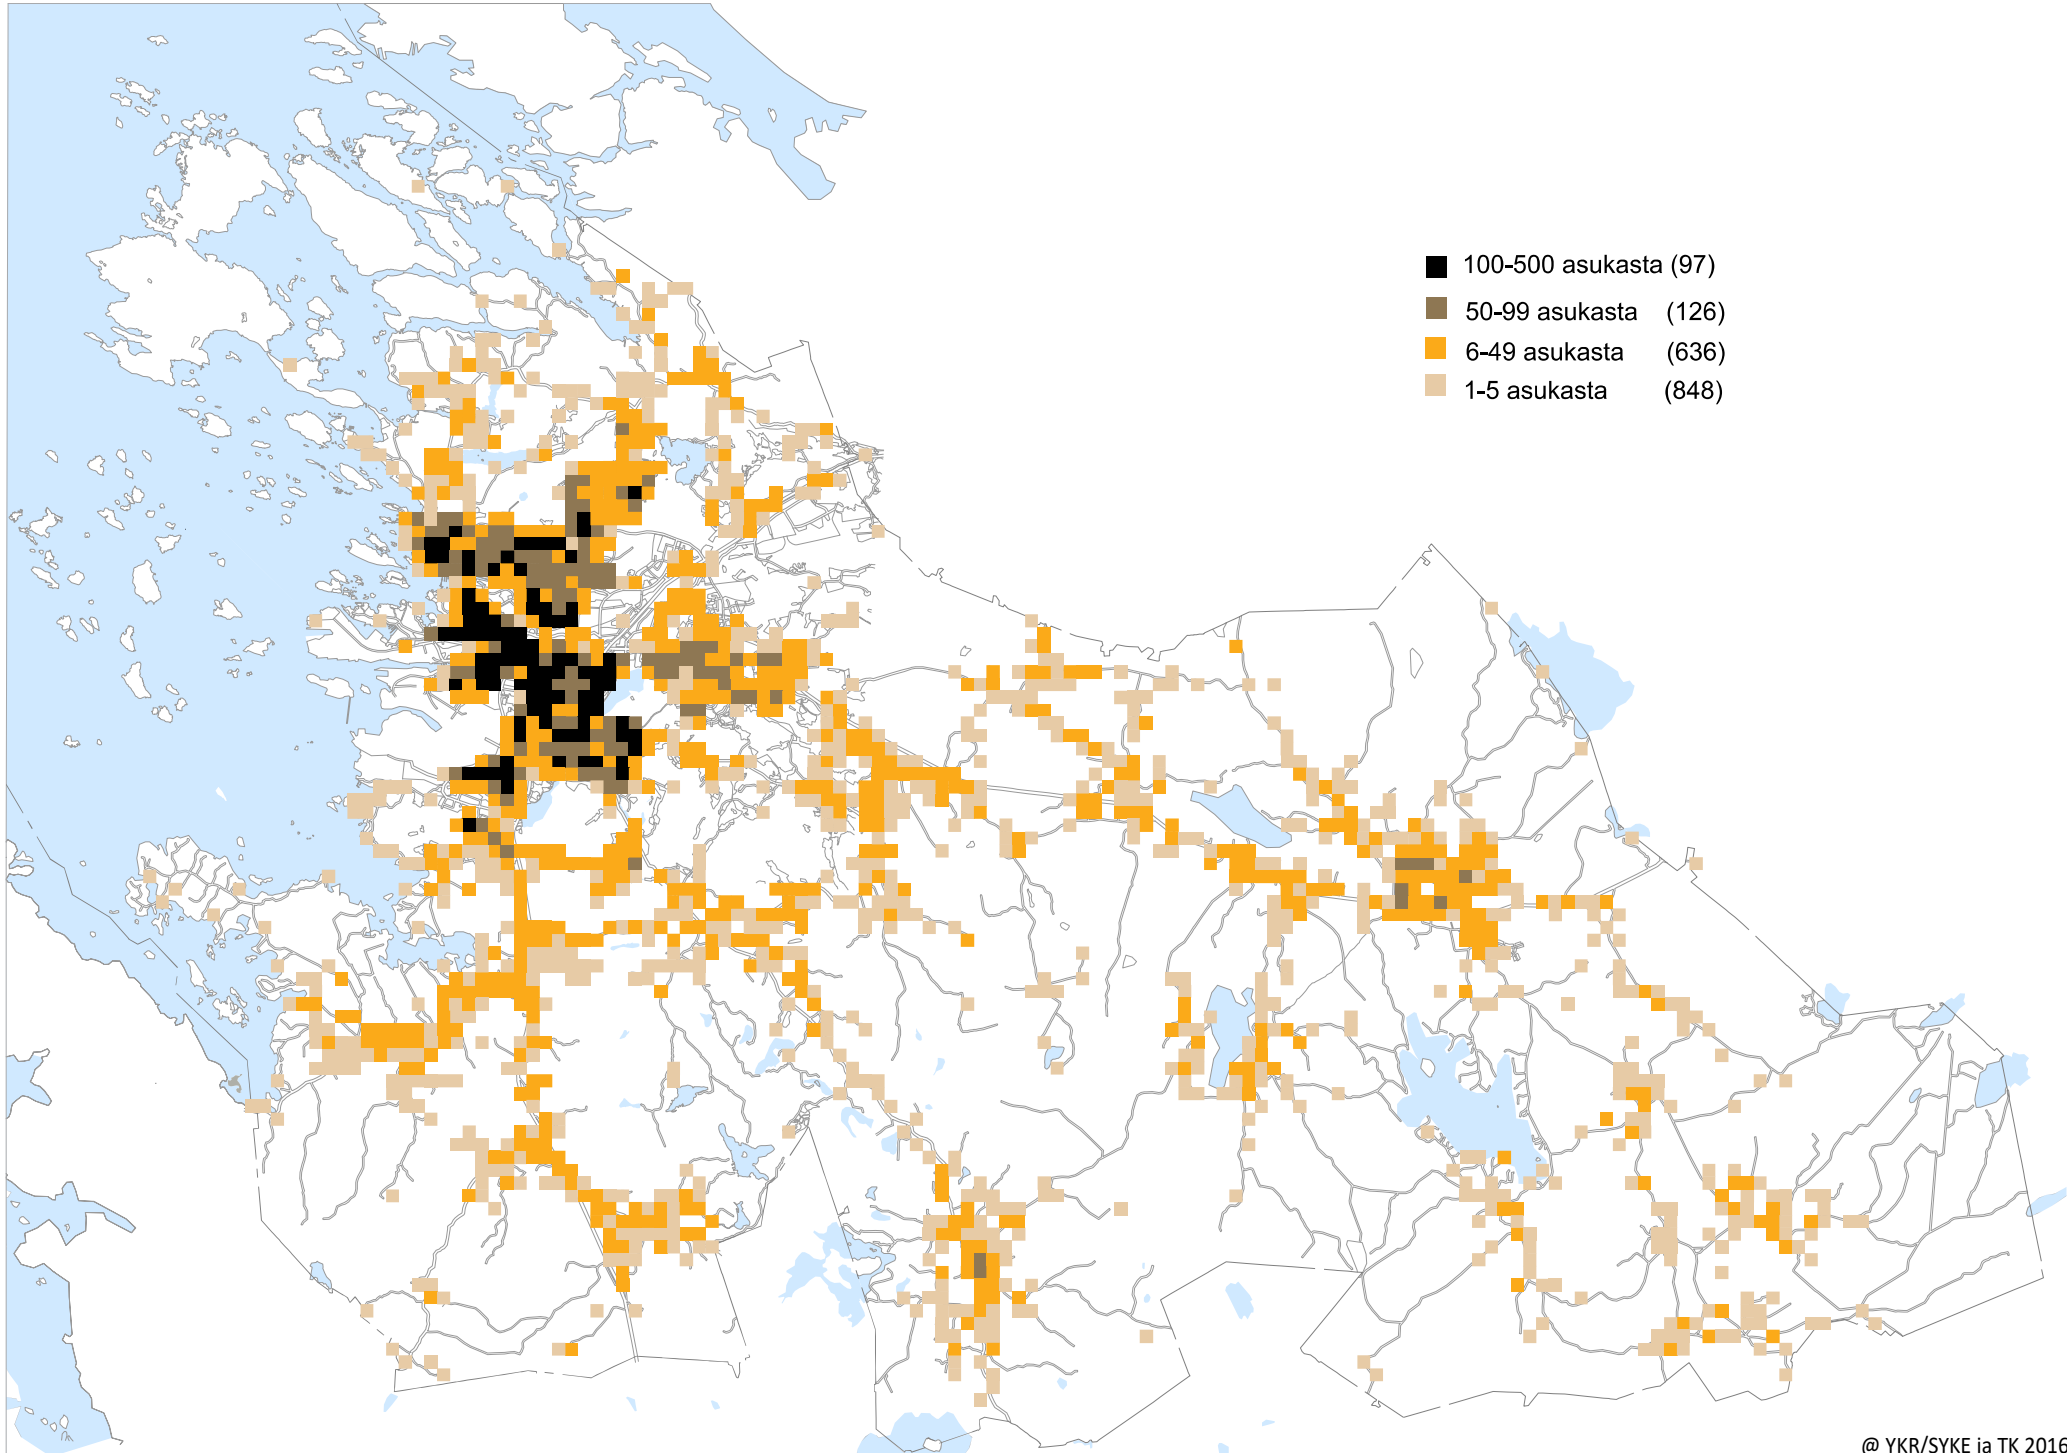 100-500 asukasta (97)
50-99 asukasta (126)
6-49 asukasta (636)
1-5 asukasta (848)
@ YKR/SYKE ja TK 2016